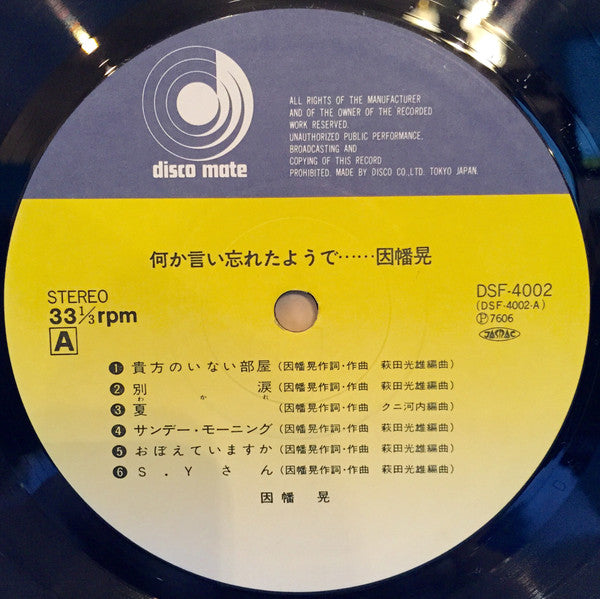 disco mate
ALL RIGHTS OF THE MANUFACTURER
AND OF THE OWNER OF THE RECORDED
WORK RESERVED.
UNAUTHORIZED PUBLIC PERFORMANCE,
BROADCASTING AND
COPYING OF THIS RECORD
PROHIBITED. MADE BY DISCO CO., LTD. TOKYO JAPAN.
何か言い忘れたようで……因幡晃
STEREO
33 1/3 rpm
A
DSF-4002
(DSF-4002-A)
Ⓟ7606
JASRAC
❶ 貴方のいない部屋 (因幡晃作詞・作曲 萩田光雄編曲)
❷ 別涙 (因幡晃作詞・作曲 萩田光雄編曲)
わかれ
❸ 夏 (因幡晃作詞・作曲 クニ河内編曲)
❹ サンデー・モーニング (因幡晃作詞・作曲 萩田光雄編曲)
❺ おぼえていますか (因幡晃作詞・作曲 萩田光雄編曲)
❻ S.Yさん (因幡晃作詞・作曲 萩田光雄編曲)
因幡 晃